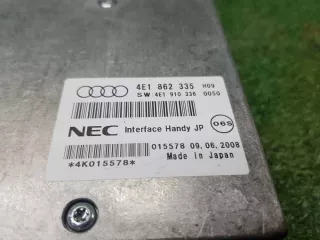 4E1 862 335 H09
SW 4E1 910 336 0050
NEC Interface Handy JP 06S
015578 09.06.2008
*4K015578* Made in Japan